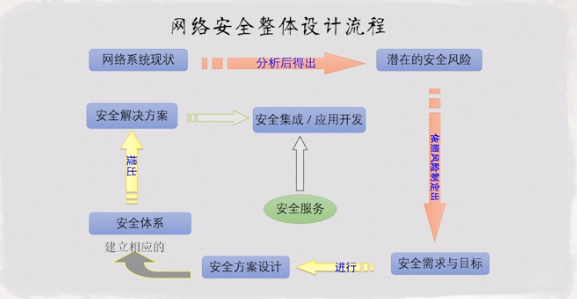 网络安全整体设计流程
网络系统现状
分析后得出
潜在的安全风险
依照风险制定出
安全需求与目标
进行
安全方案设计
建立相应的
安全体系
提出
安全解决方案
安全集成 / 应用开发
安全服务